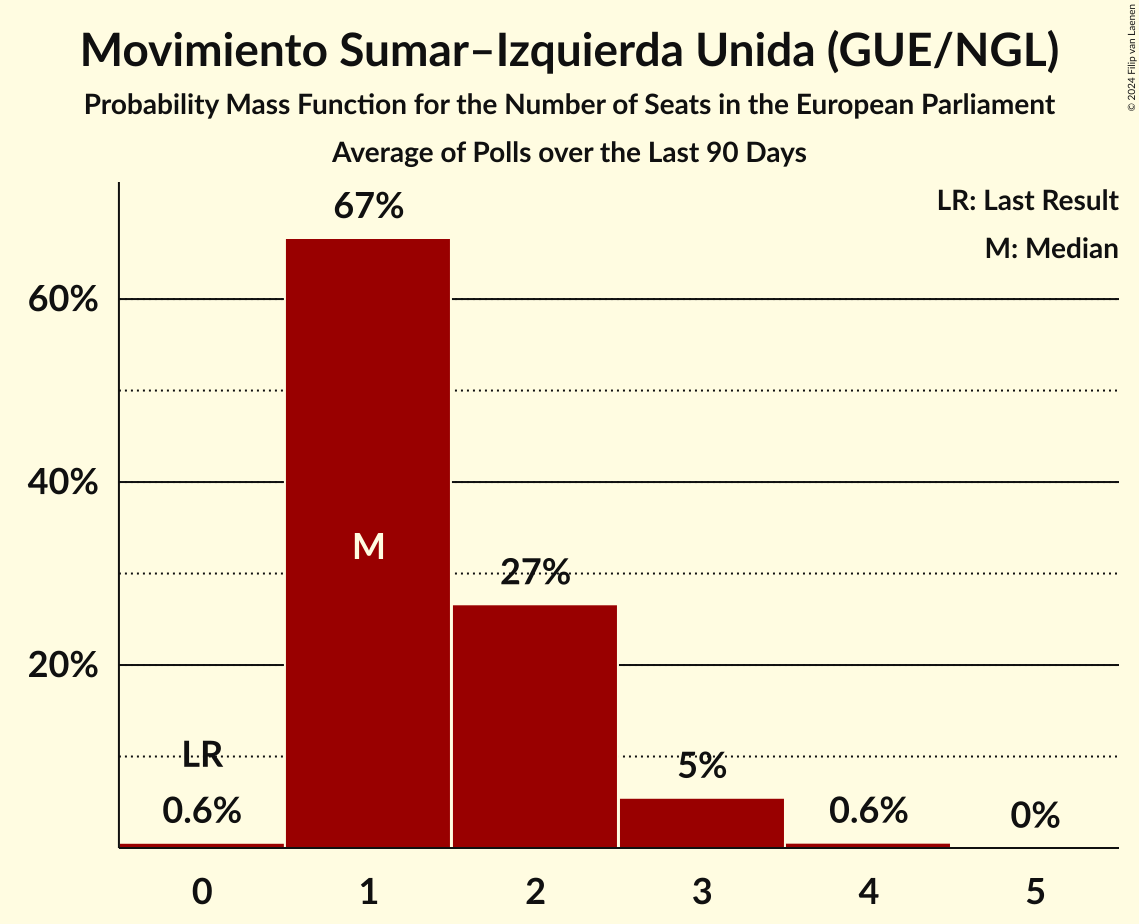 Movimiento Sumar–Izquierda Unida (GUE/NGL)
Probability Mass Function for the Number of Seats in the European Parliament
Average of Polls over the Last 90 Days
© 2024 Filip van Laenen
LR: Last Result
M: Median
67%
60%
40%
M
27%
20%
LR
5%
0.6%
0.6%
0%
0 1 2 3 4 5